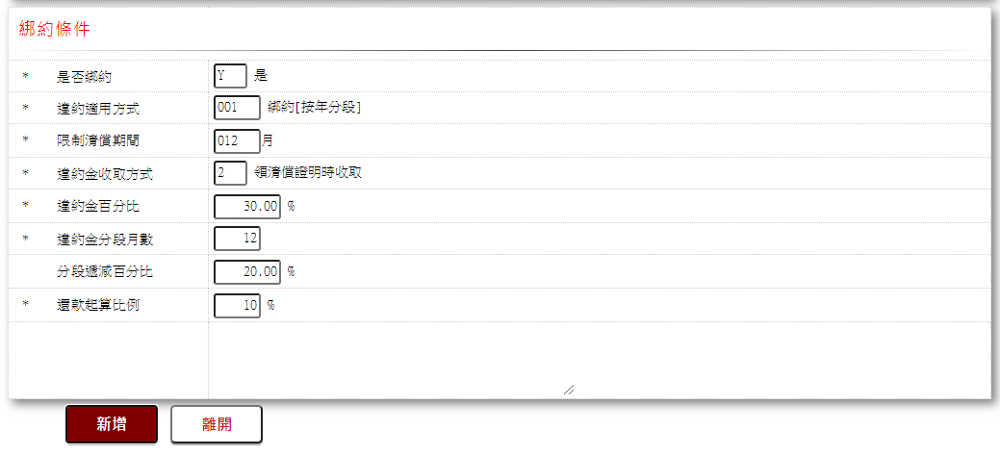 綁約條件
* 是否綁約 Y 是
* 違約適用方式 001 綁約[按年分段]
* 限制清償期間 012 月
* 違約金收取方式 2 領清償證明時收取
* 違約金百分比 30.00 %
* 違約金分段月數 12
分段遞減百分比 20.00 %
* 還款起算比例 10 %
新增 離開